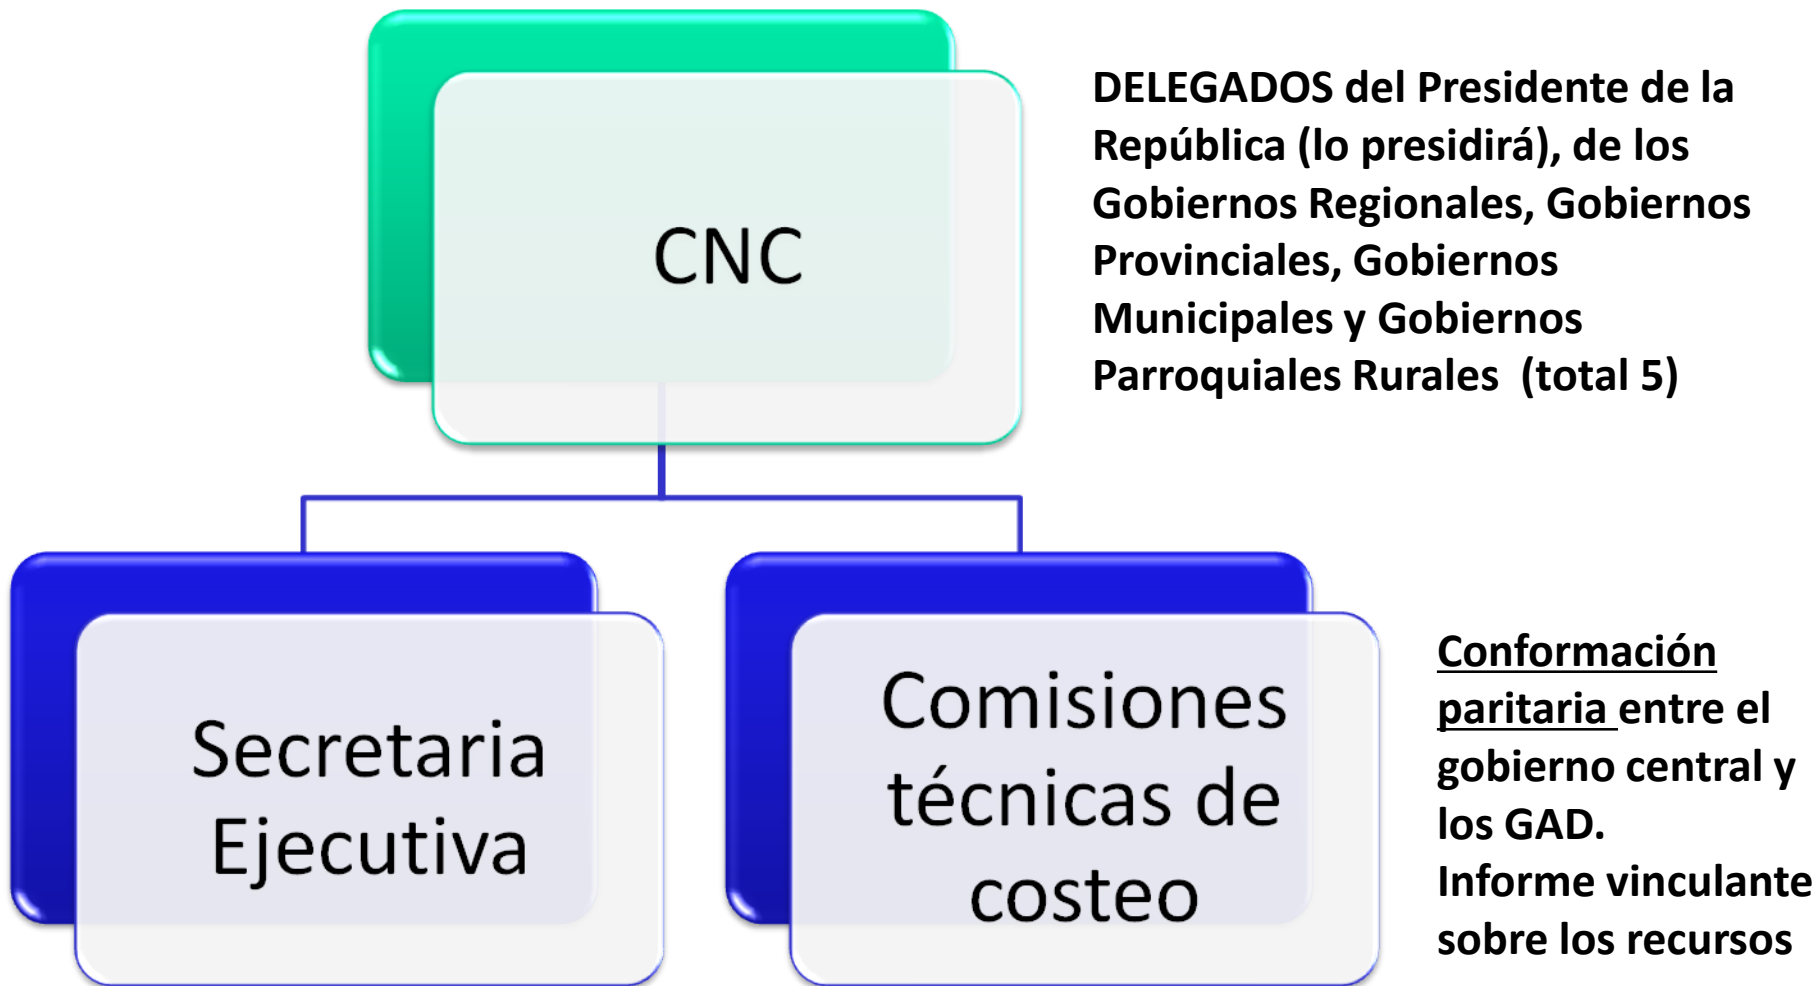 CNC
DELEGADOS del Presidente de la
República (lo presidirá), de los
Gobiernos Regionales, Gobiernos
Provinciales, Gobiernos
Municipales y Gobiernos
Parroquiales Rurales  (total 5)
Secretaria
Ejecutiva
Comisiones
técnicas de
costeo
Conformación
paritaria entre el
gobierno central y
los GAD.
Informe vinculante
sobre los recursos